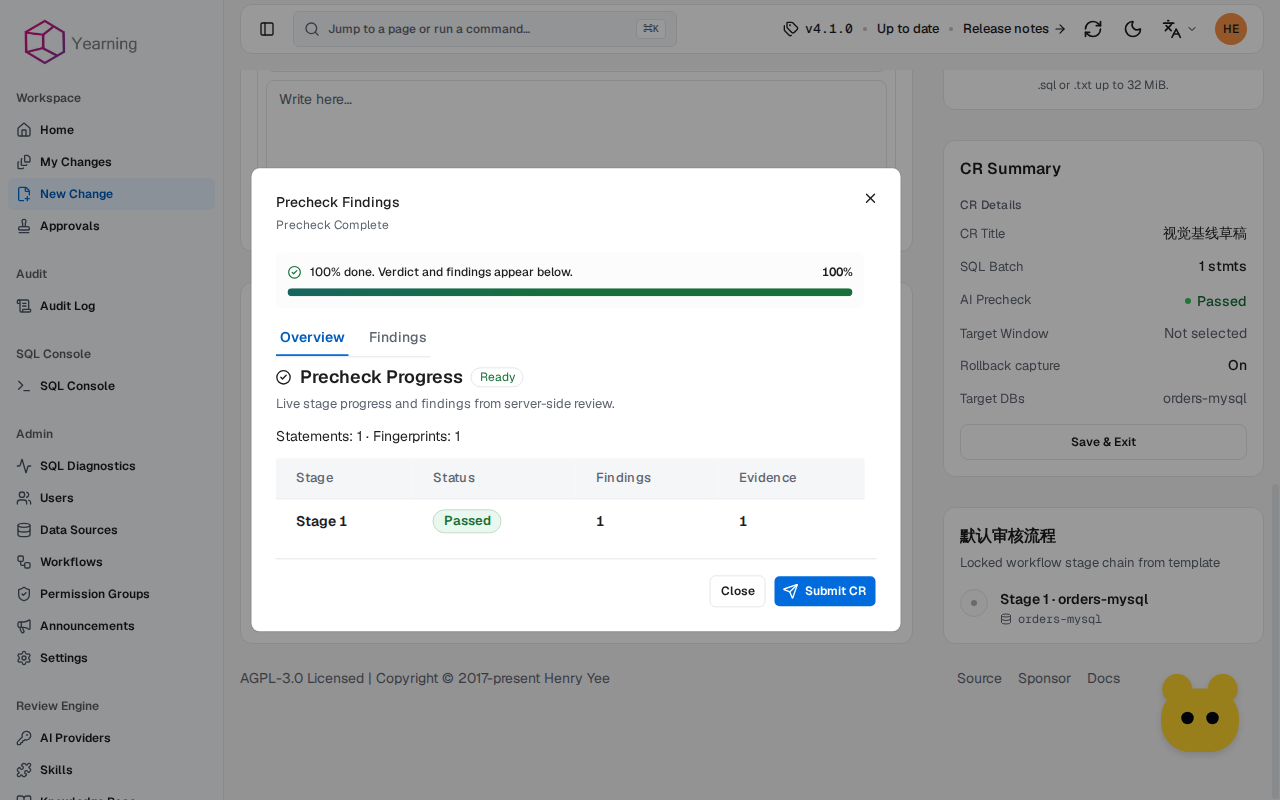 Yearning
Workspace
Home
My Changes
New Change
Approvals
Audit
Audit Log
SQL Console
SQL Console
Admin
SQL Diagnostics
Users
Data Sources
Workflows
Permission Groups
Announcements
Settings
Review Engine
AI Providers
Skills
Jump to a page or run a command...
⌘K
v4.1.0
Up to date
Release notes →
HE
Write here...
.sql or .txt up to 32 MiB.
Precheck Findings
Precheck Complete
100% done. Verdict and findings appear below.
100%
Overview
Findings
Precheck Progress
Ready
Live stage progress and findings from server-side review.
Statements: 1 · Fingerprints: 1
Stage Status Findings Evidence
Stage 1 Passed 1 1
Close
Submit CR
CR Summary
CR Details
CR Title 视觉基线草稿
SQL Batch 1 stmts
AI Precheck Passed
Target Window Not selected
Rollback capture On
Target DBs orders-mysql
Save & Exit
默认审核流程
Locked workflow stage chain from template
Stage 1 · orders-mysql
orders-mysql
AGPL-3.0 Licensed | Copyright © 2017-present Henry Yee
Source Sponsor Docs